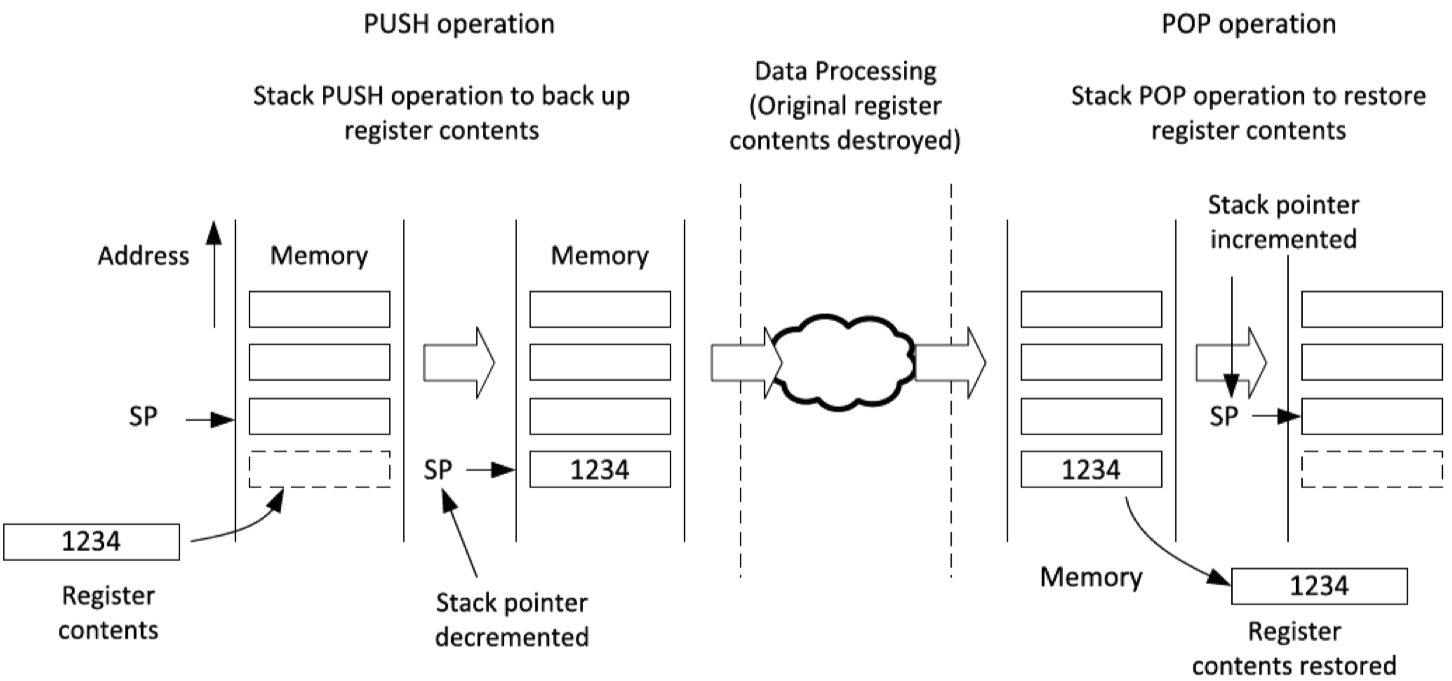 PUSH operation
Stack PUSH operation to back up
register contents
Address
Memory
SP
1234
Register
contents
Memory
SP
1234
Stack pointer
decremented
Data Processing
(Original register
contents destroyed)
POP operation
Stack POP operation to restore
register contents
Stack pointer
incremented
1234
Memory
SP
1234
Register
contents restored